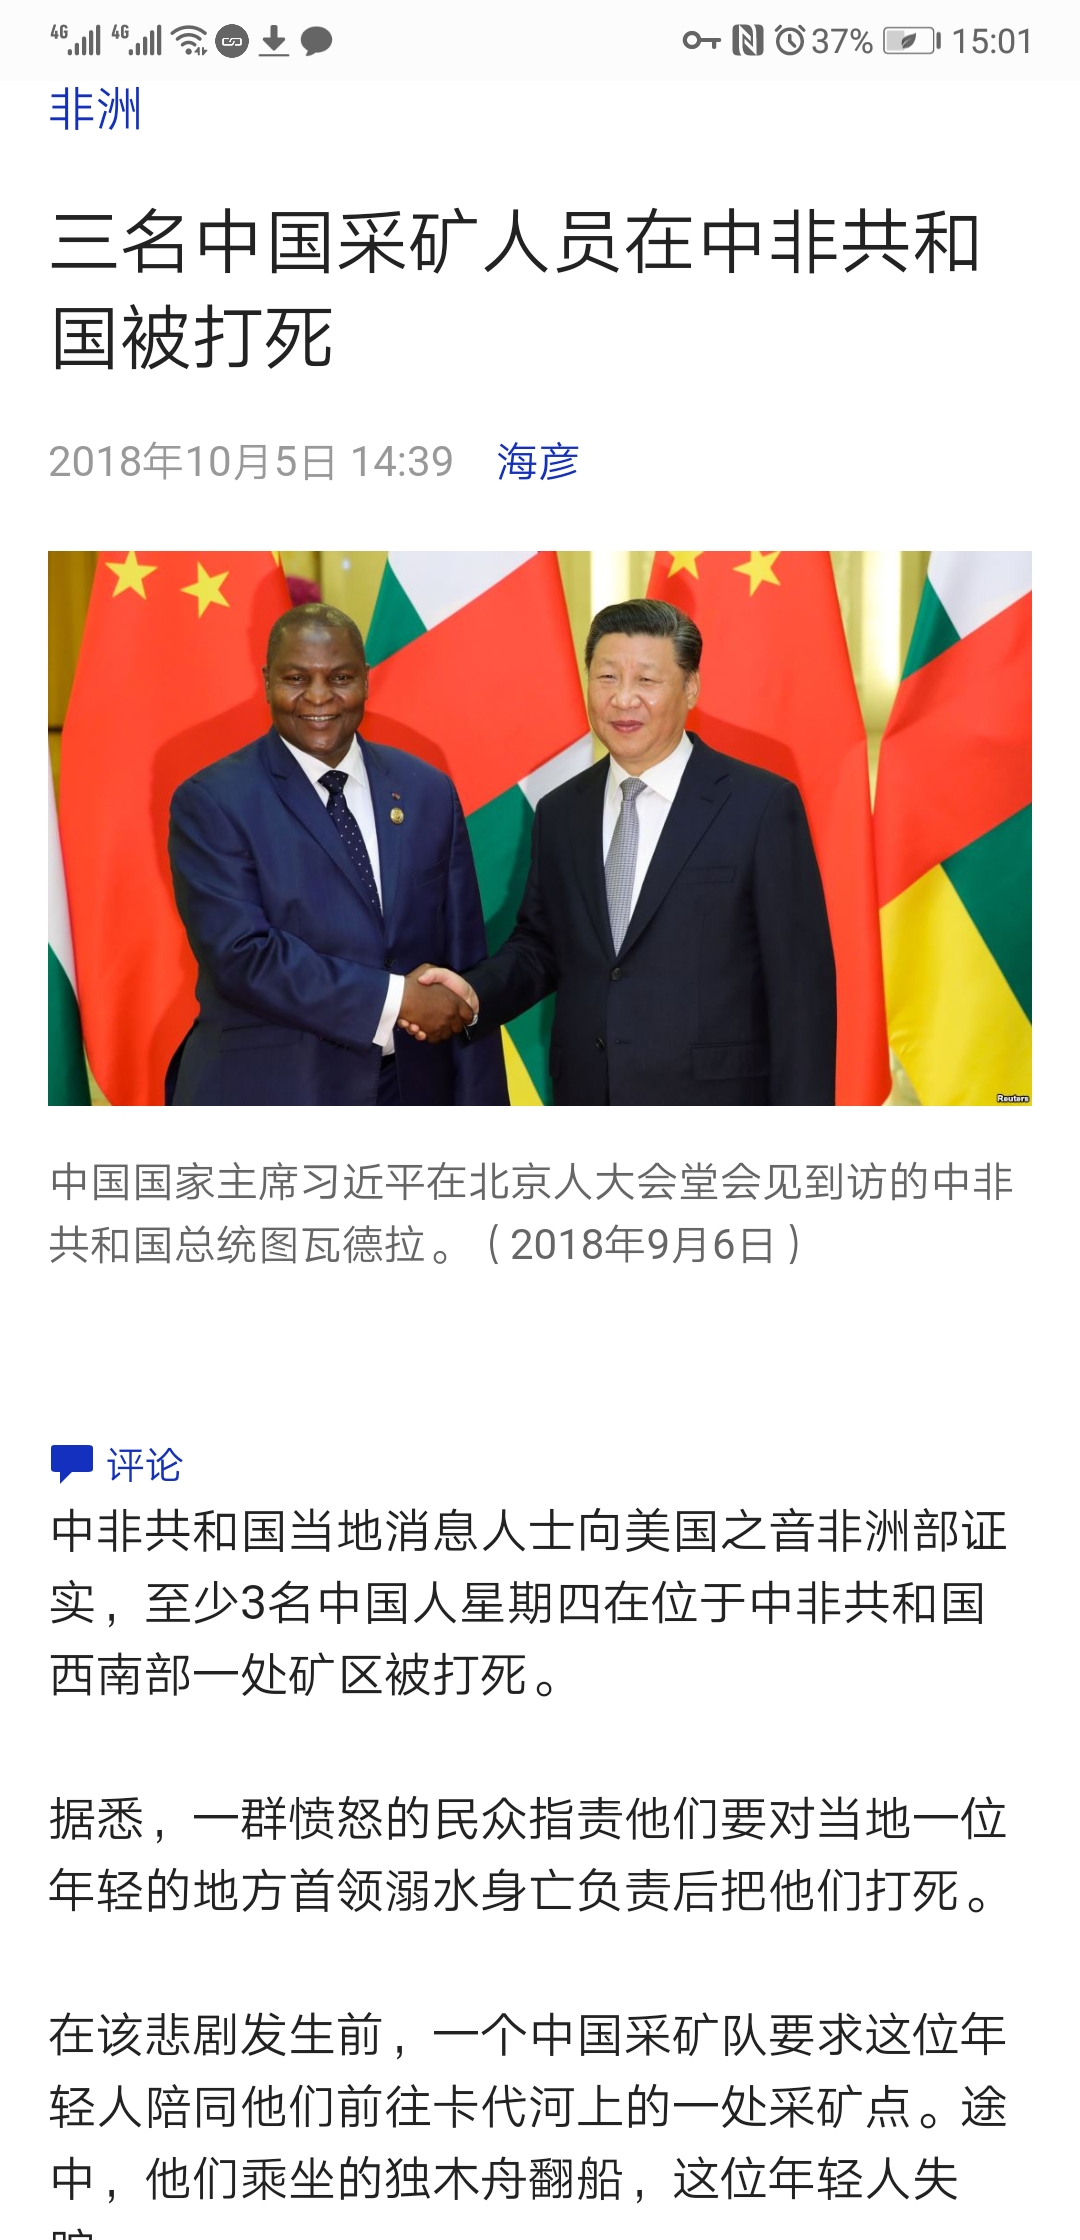 4G 4G 37% 15:01
非洲
三名中国采矿人员在中非共和
国被打死
2018年10月5日 14:39 海彦
Reuters
中国国家主席习近平在北京人大会堂会见到访的中非
共和国总统图瓦德拉。（2018年9月6日）
评论
中非共和国当地消息人士向美国之音非洲部证
实，至少3名中国人星期四在位于中非共和国
西南部一处矿区被打死。
据悉，一群愤怒的民众指责他们要对当地一位
年轻的地方首领溺水身亡负责后把他们打死。
在该悲剧发生前，一个中国采矿队要求这位年
轻人陪同他们前往卡代河上的一处采矿点。途
中，他们乘坐的独木舟翻船，这位年轻人失